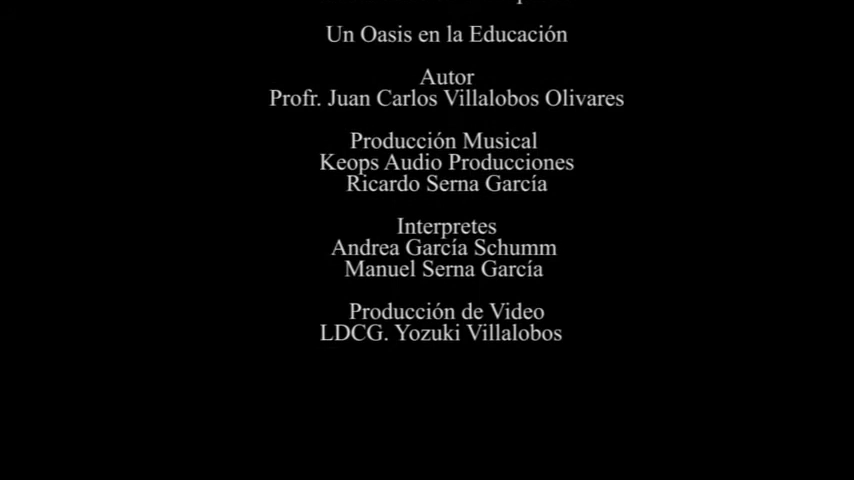 Un Oasis en la Educación
Autor
Profr. Juan Carlos Villalobos Olivares
Producción Musical
Keops Audio Producciones
Ricardo Serna García
Interpretes
Andrea García Schumm
Manuel Serna García
Producción de Video
LDCG. Yozuki Villalobos